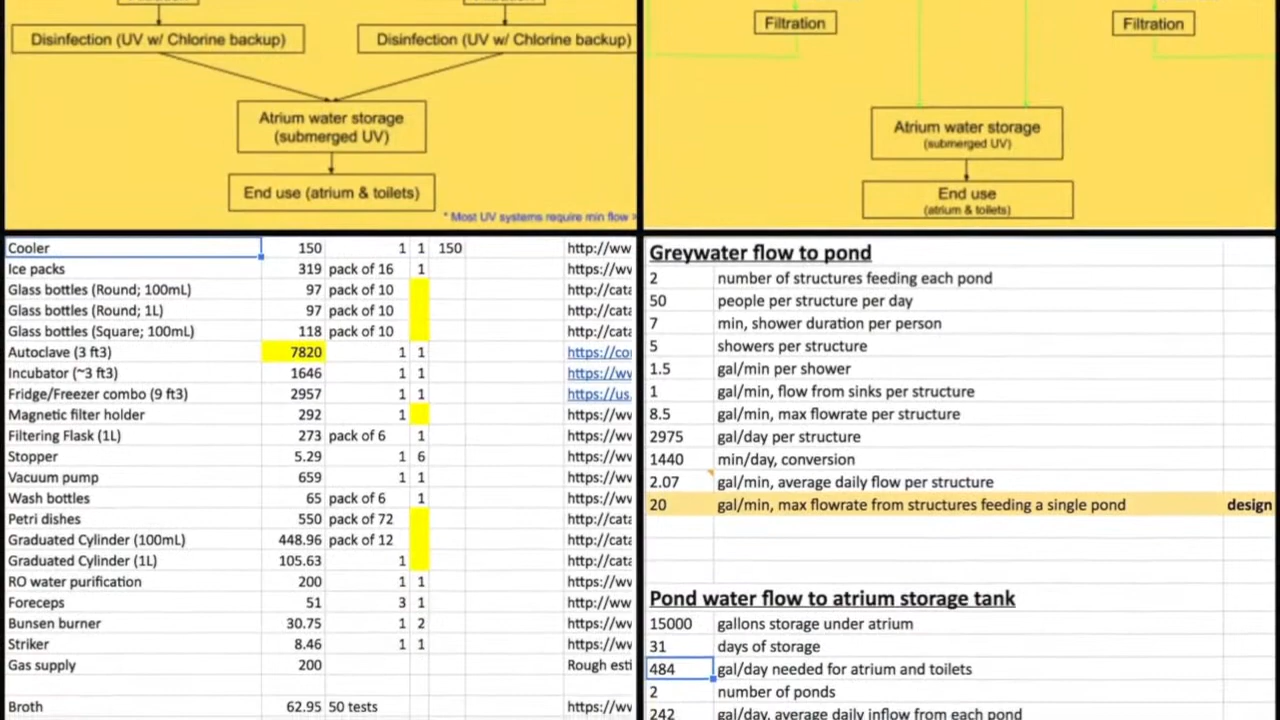 Disinfection (UV w/ Chlorine backup)
Disinfection (UV w/ Chlorine backup)
Atrium water storage
(submerged UV)
End use (atrium & toilets)
* Most UV systems require min flow
Filtration
Filtration
Atrium water storage
(submerged UV)
End use
(atrium & toilets)
Cooler 150 1 1 150 http://ww
Ice packs 319 pack of 16 1 https://wv
Glass bottles (Round; 100mL) 97 pack of 10 http://cata
Glass bottles (Round; 1L) 97 pack of 10 http://cata
Glass bottles (Square; 100mL) 118 pack of 10 http://cata
Autoclave (3 ft3) 7820 1 1 https://co
Incubator (~3 ft3) 1646 1 1 https://wv
Fridge/Freezer combo (9 ft3) 2957 1 1 https://us.
Magnetic filter holder 292 1 https://wv
Filtering Flask (1L) 273 pack of 6 1 https://wv
Stopper 5.29 1 6 https://wv
Vacuum pump 659 1 1 https://wv
Wash bottles 65 pack of 6 1 https://wv
Petri dishes 550 pack of 72 http://cata
Graduated Cylinder (100mL) 448.96 pack of 12 http://cata
Graduated Cylinder (1L) 105.63 1 http://cata
RO water purification 200 1 1 https://wv
Foreceps 51 3 1 http://ww
Bunsen burner 30.75 1 2 https://wv
Striker 8.46 1 1 https://wv
Gas supply 200 Rough esti
Broth 62.95 50 tests https://wv
Greywater flow to pond
2 number of structures feeding each pond
50 people per structure per day
7 min, shower duration per person
5 showers per structure
1.5 gal/min per shower
1 gal/min, flow from sinks per structure
8.5 gal/min, max flowrate per structure
2975 gal/day per structure
1440 min/day, conversion
2.07 gal/min, average daily flow per structure
20 gal/min, max flowrate from structures feeding a single pond design
Pond water flow to atrium storage tank
15000 gallons storage under atrium
31 days of storage
484 gal/day needed for atrium and toilets
2 number of ponds
242 gal/day, average daily inflow from each pond